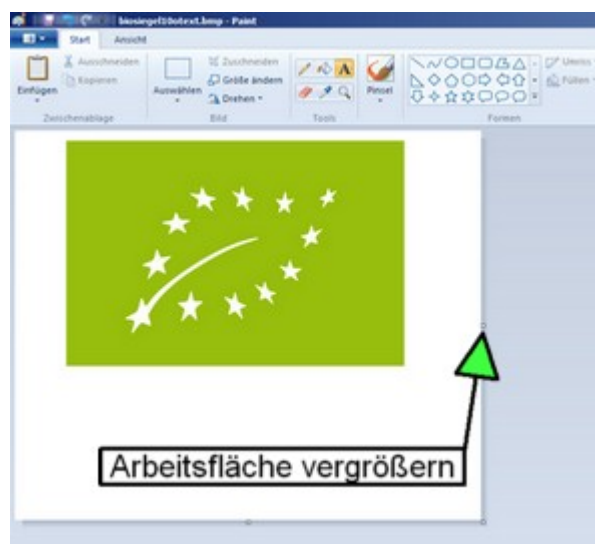 biosiegel10otext.bmp - Paint
Start Ansicht
Einfügen
Ausschneiden
Kopieren
Zwischenablage
Auswählen
Zuschneiden
Größe ändern
Drehen
Bild
A
Tools
Pinsel
Formen
Umriss
Füllen
Arbeitsfläche vergrößern